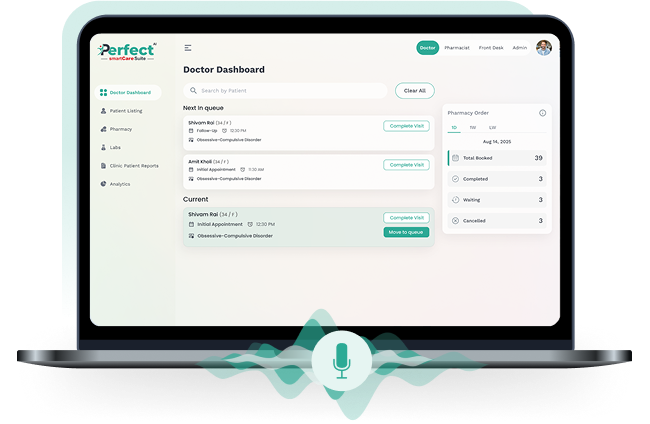 Perfect AI
smartCare Suite
Doctor
Pharmacist
Front Desk
Admin
Doctor Dashboard
Search by Patient
Clear All
Doctor Dashboard
Patient Listing
Pharmacy
Labs
Clinic Patient Reports
Analytics
Next in queue
Shivam Rai (34 / F)
Follow-Up 12:30 PM
Obsessive-Compulsive Disorder
Complete Visit
Amit Kholi (34 / F)
Initial Appointment 11:30 AM
Obsessive-Compulsive Disorder
Complete Visit
Current
Shivam Rai (34 / F)
Initial Appointment 12:30 PM
Obsessive-Compulsive Disorder
Complete Visit
Move to queue
Pharmacy Order
1D 1W 1M
Aug 14, 2025
Total Booked 39
Completed 3
Waiting 3
Cancelled 3